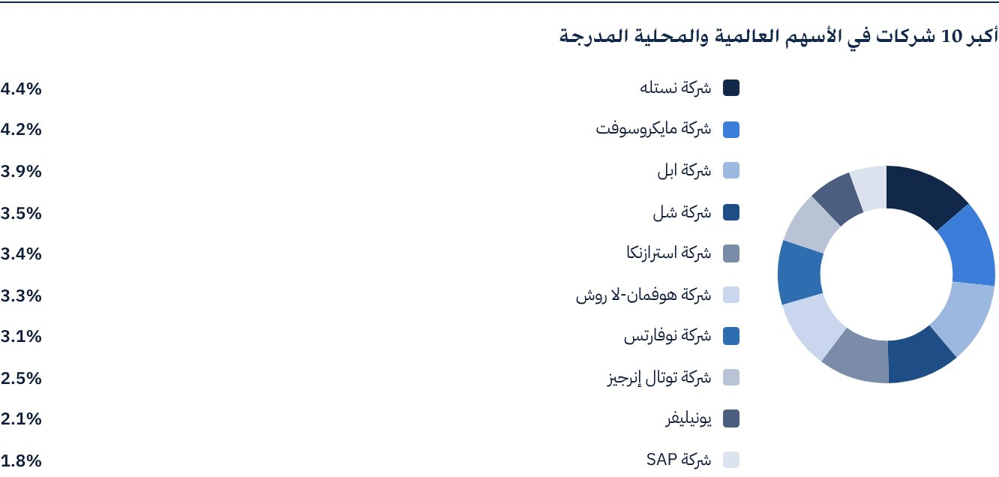 أكبر 10 شركات في الأسهم العالمية والمحلية المدرجة
شركة نستله 4.4%
شركة مايكروسوفت 4.2%
شركة ابل 3.9%
شركة شل 3.5%
شركة استرازنكا 3.4%
شركة هوفمان-لا روش 3.3%
شركة نوفارتس 3.1%
شركة توتال إنرجيز 2.5%
يونيليفر 2.1%
شركة SAP 1.8%